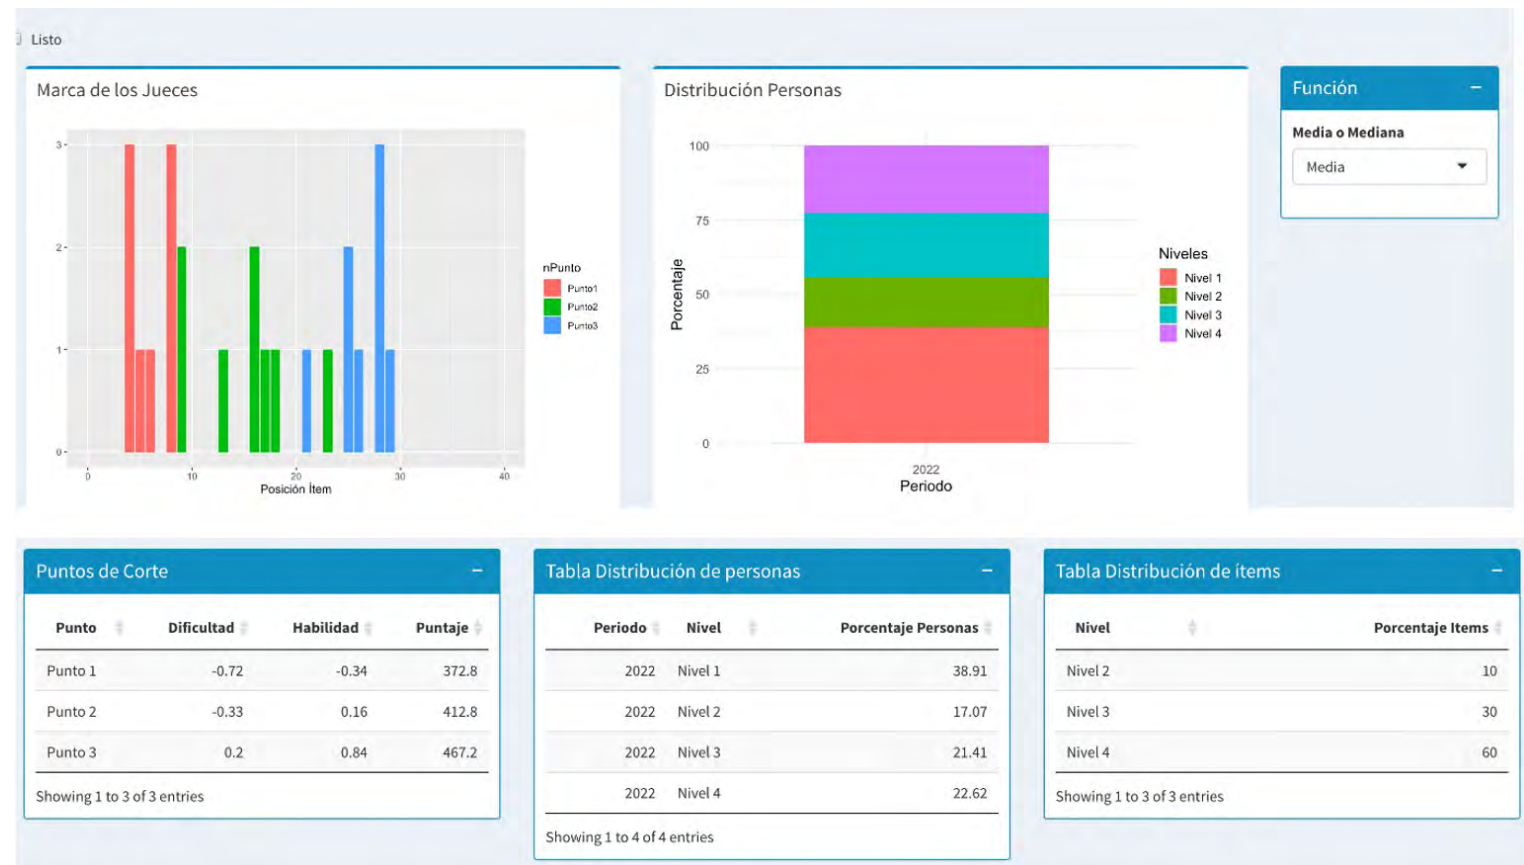 Listo
Marca de los Jueces
3
2
1
0
0 10 20 30 40
Posición Ítem
nPunto
Punto1
Punto2
Punto3
Distribución Personas
Porcentaje
100
75
50
25
0
2022
Periodo
Niveles
Nivel 1
Nivel 2
Nivel 3
Nivel 4
Función
Media o Mediana
Media
Puntos de Corte
Punto Dificultad Habilidad Puntaje
Punto 1 -0.72 -0.34 372.8
Punto 2 -0.33 0.16 412.8
Punto 3 0.2 0.84 467.2
Showing 1 to 3 of 3 entries
Tabla Distribución de personas
Periodo Nivel Porcentaje Personas
2022 Nivel 1 38.91
2022 Nivel 2 17.07
2022 Nivel 3 21.41
2022 Nivel 4 22.62
Showing 1 to 4 of 4 entries
Tabla Distribución de ítems
Nivel Porcentaje Items
Nivel 2 10
Nivel 3 30
Nivel 4 60
Showing 1 to 3 of 3 entries